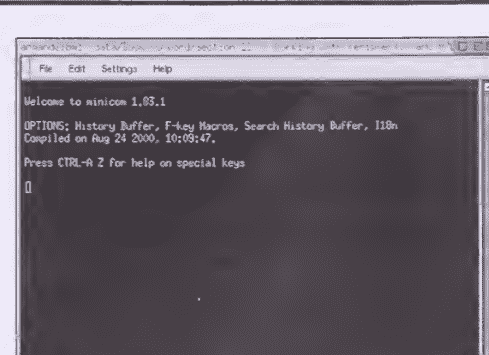 File Edit Settings Help
Welcome to minicom 1.83.1
OPTIONS: History Buffer, F-key Macros, Search History Buffer, I18n
Compiled on Aug 24 2000, 10:09:47.
Press CTRL-A Z for help on special keys